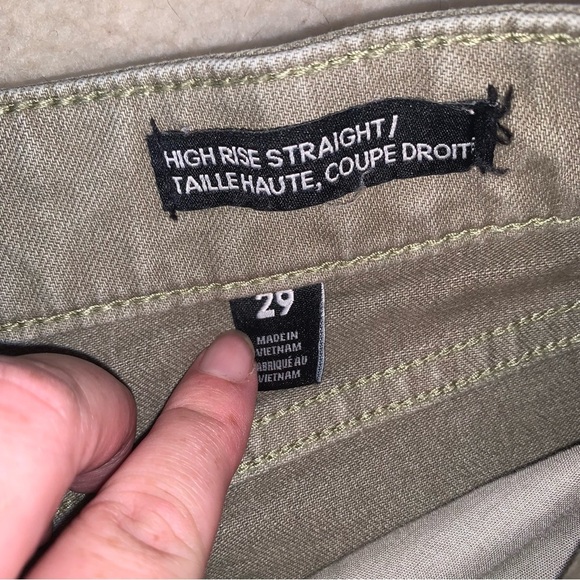 HIGH RISE STRAIGHT/
TAILLE HAUTE, COUPE DROIT
29
MADE IN
VIETNAM
FABRIQUÉ AU
VIETNAM